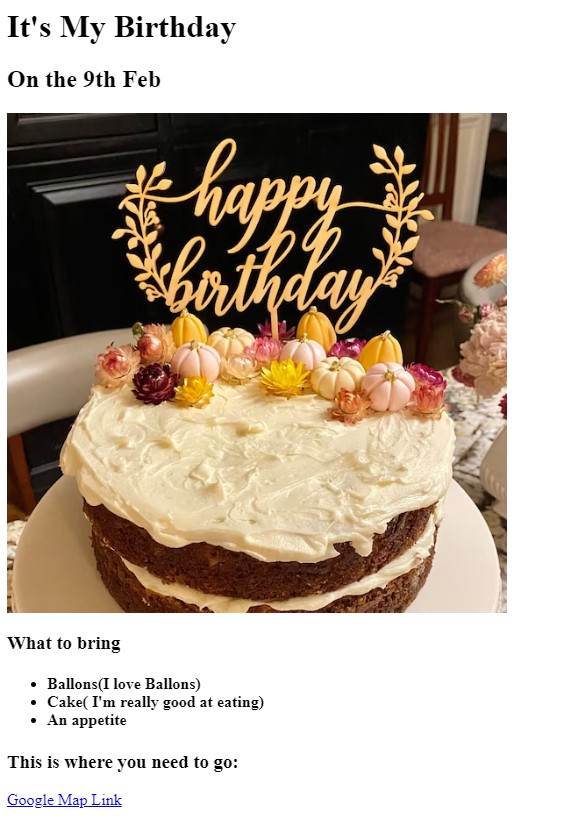 It's My Birthday
On the 9th Feb
happy
birthday
What to bring
Ballons(I love Ballons)
Cake( I'm really good at eating)
An appetite
This is where you need to go:
Google Map Link